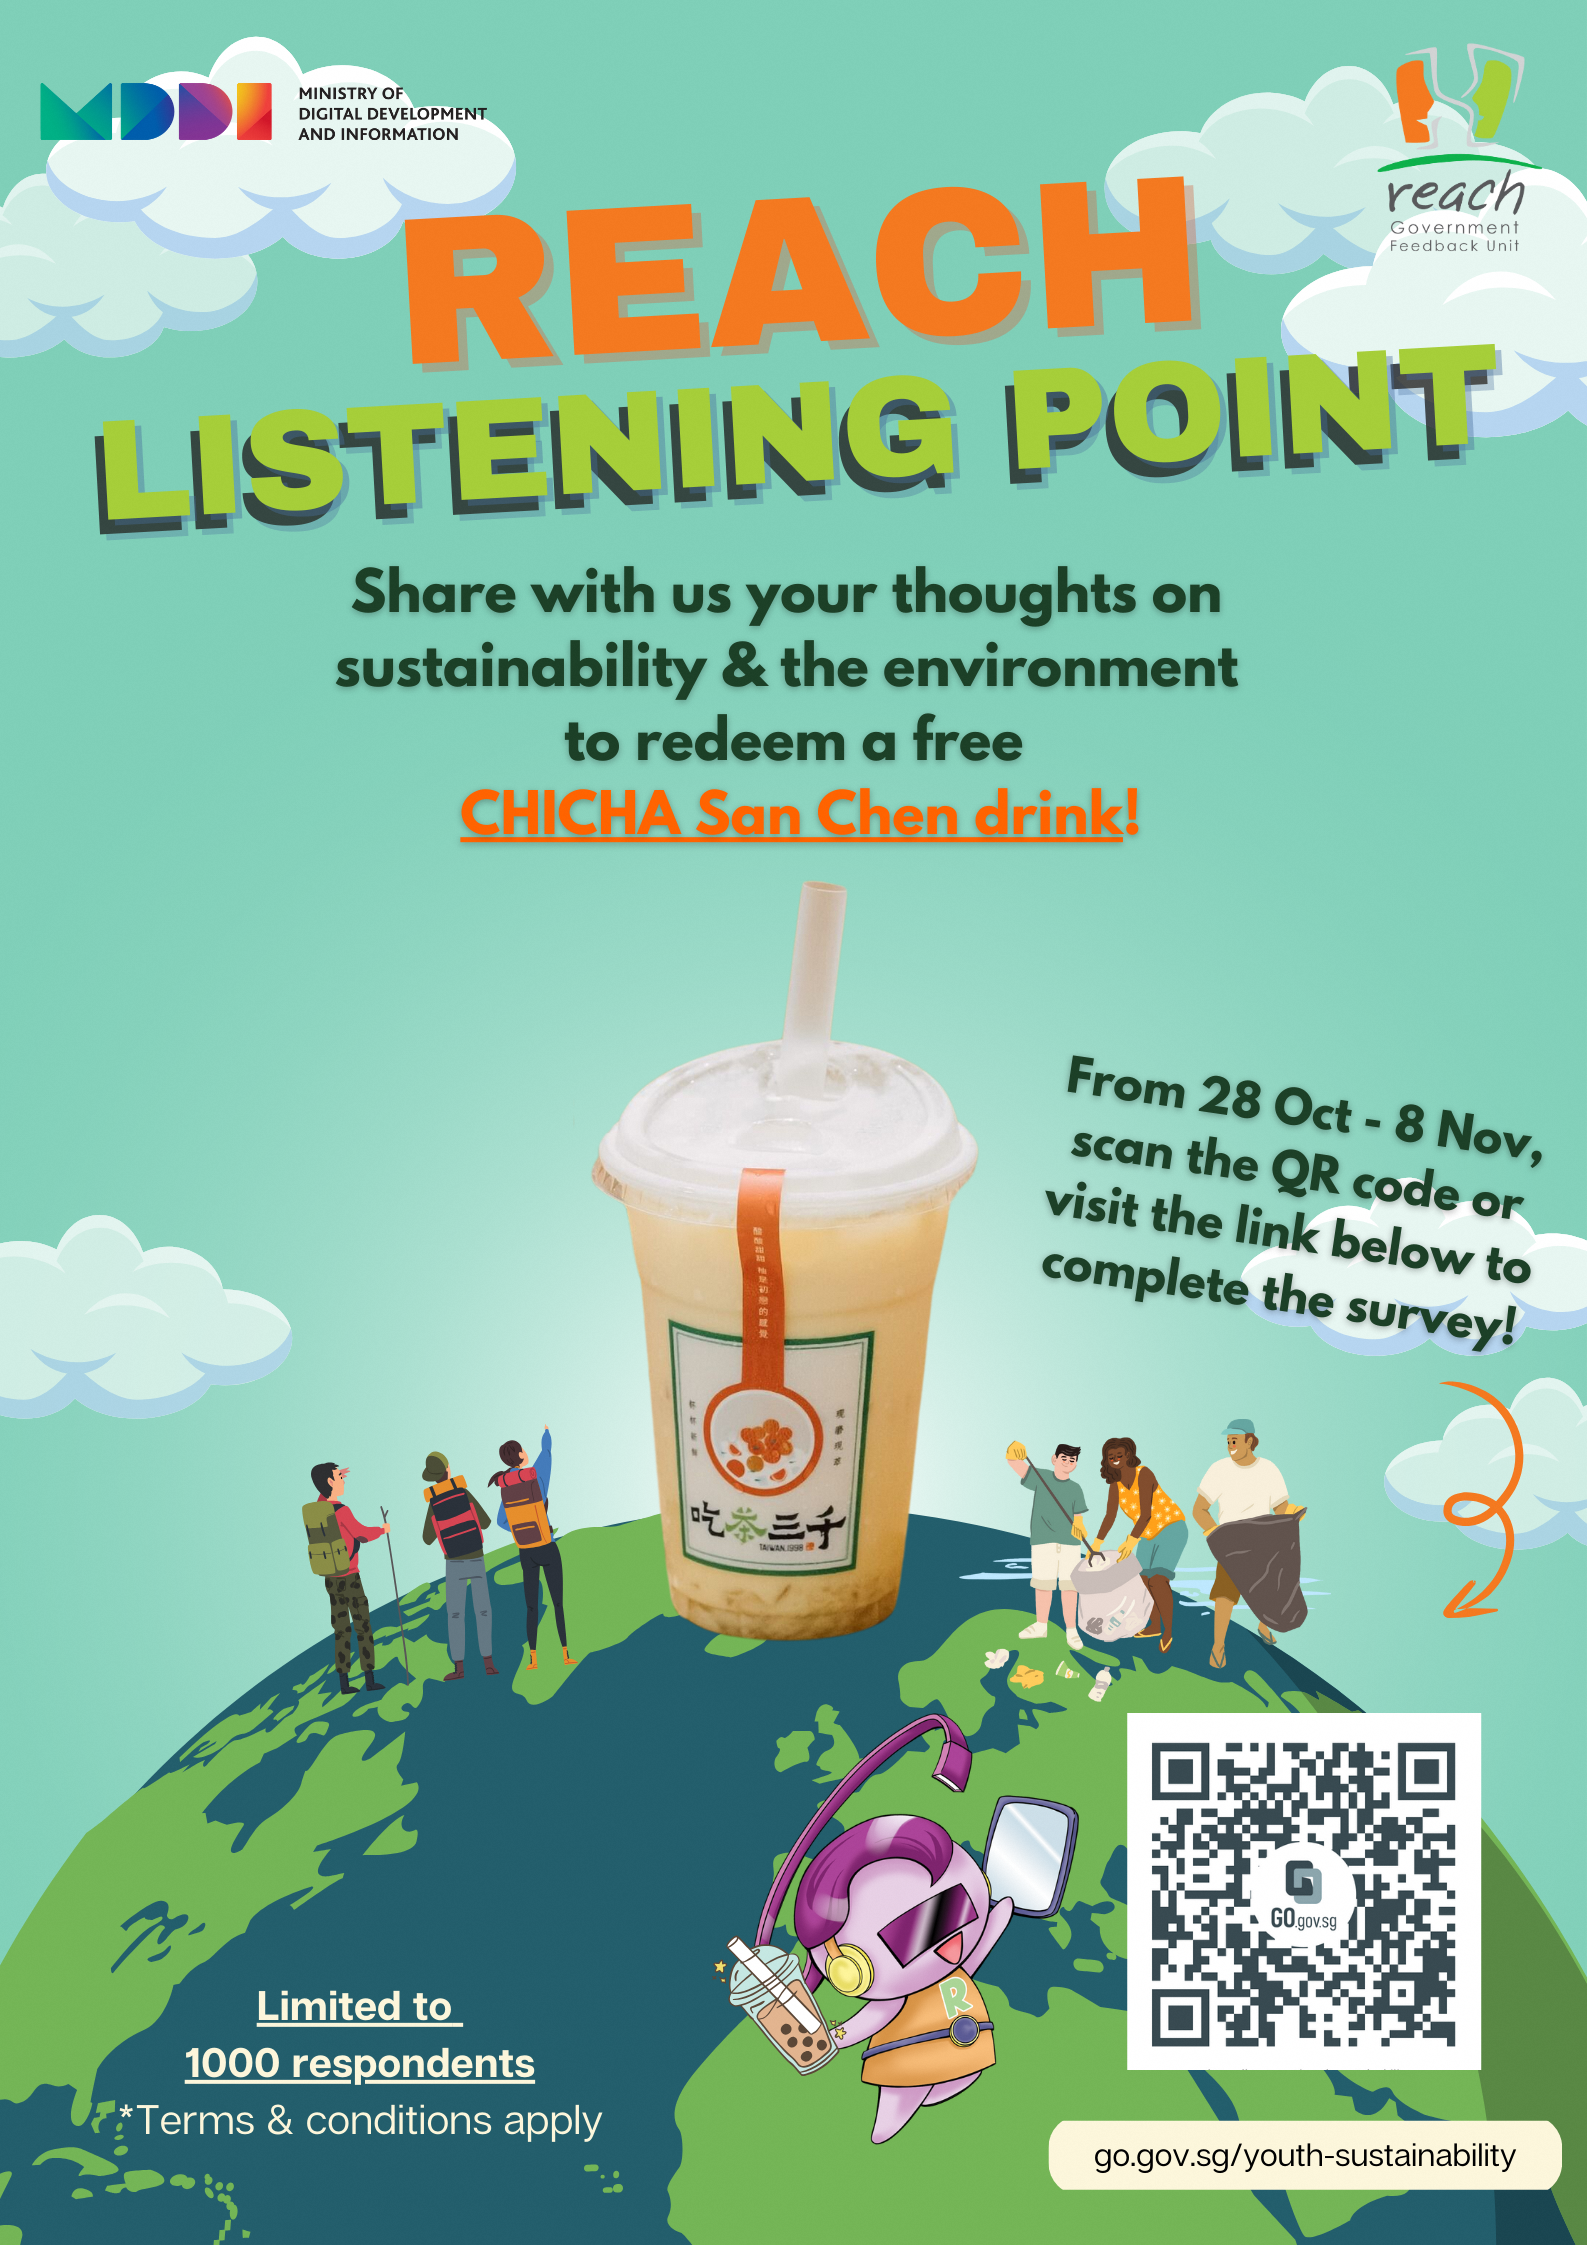 MDDI
MINISTRY OF
DIGITAL DEVELOPMENT
AND INFORMATION
reach
Government
Feedback Unit
REACH
LISTENING POINT
Share with us your thoughts on
sustainability & the environment
to redeem a free
CHICHA San Chen drink!
From 28 Oct - 8 Nov,
scan the QR code or
visit the link below to
complete the survey!
吃茶三千
TAIWAN.1998
R
GO.gov.sg
Limited to
1000 respondents
*Terms & conditions apply
go.gov.sg/youth-sustainability